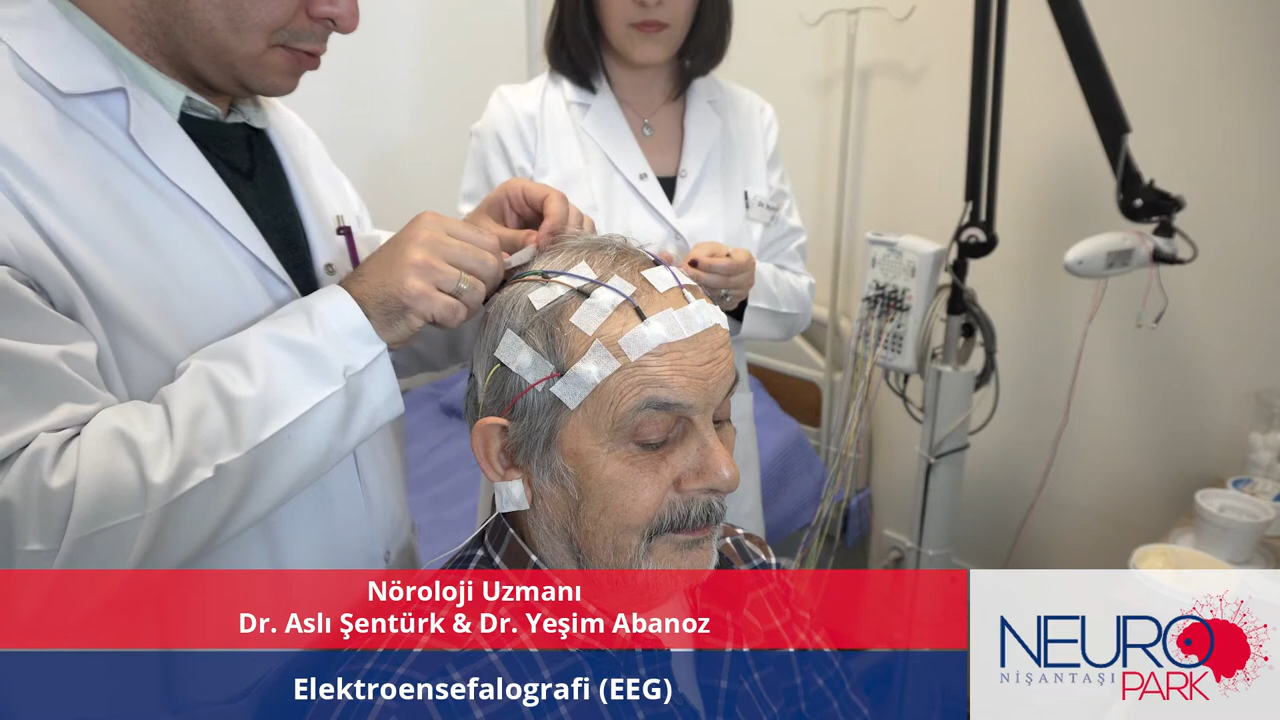 Nöroloji Uzmanı
Dr. Aslı Şentürk & Dr. Yeşim Abanoz
Elektroensefalografi (EEG)
NEURO
NİŞANTAŞI
PARK